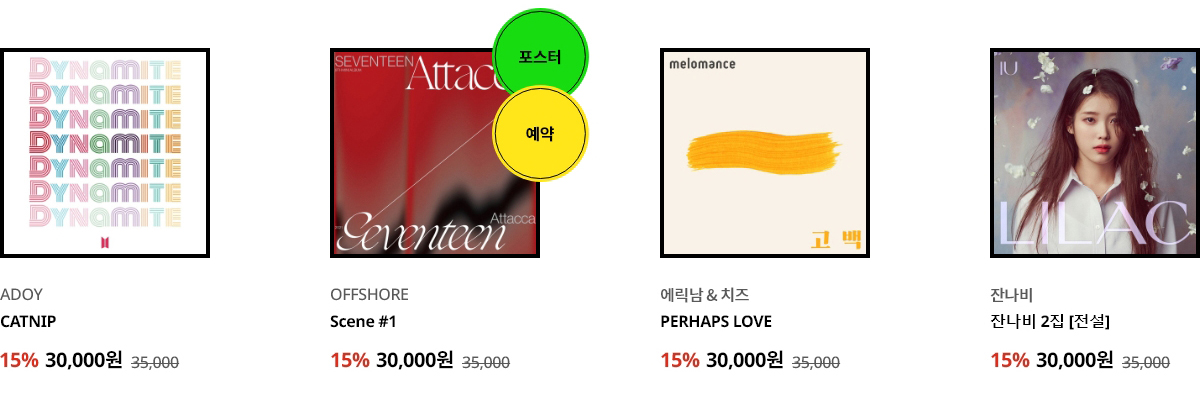 DYNAMITE
DYNAMITE
DYNAMITE
DYNAMITE
DYNAMITE
DYNAMITE
DYNAMITE
ADOY
CATNIP
15% 30,000원 35,000
SEVENTEEN
Attacc
포스터
예약
Attacca
Seventeen
OFFSHORE
Scene #1
15% 30,000원 35,000
melomance
고백
에릭남 & 치즈
PERHAPS LOVE
15% 30,000원 35,000
IU
LILAC
잔나비
잔나비 2집 [전설]
15% 30,000원 35,000